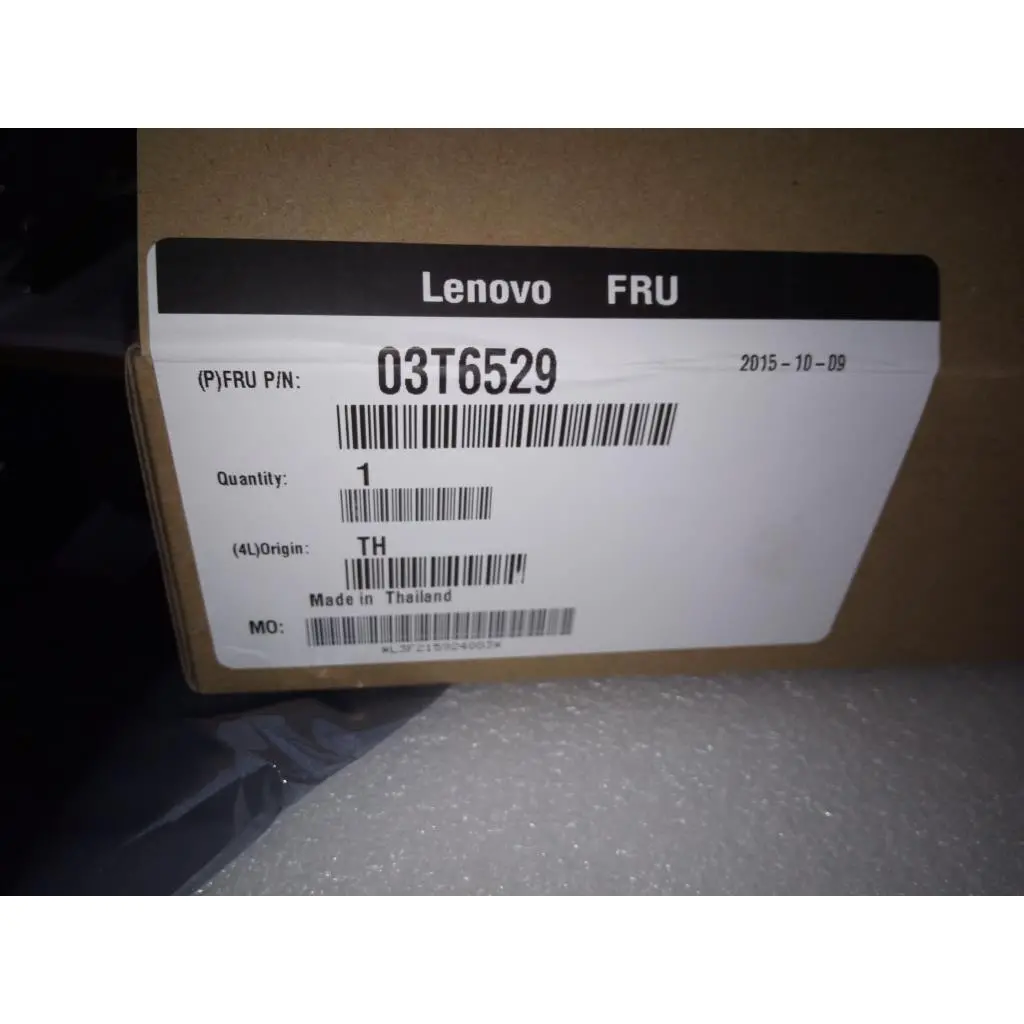 Lenovo FRU
(P)FRU P/N: 03T6529 2015-10-09
Quantity: 1
(4L)Origin: TH
Made in Thailand
MO: